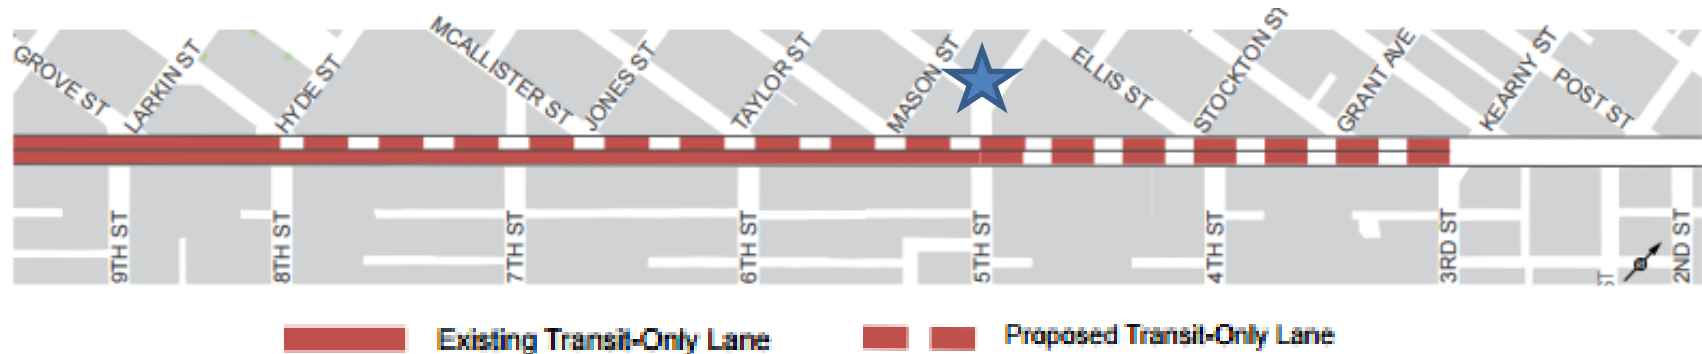 GROVE ST
LARKIN ST
HYDE ST
MCALLISTER ST
JONES ST
TAYLOR ST
MASON ST
ELLIS ST
STOCKTON ST
GRANT AVE
KEARNY ST
POST ST
9TH ST
8TH ST
7TH ST
6TH ST
5TH ST
4TH ST
3RD ST
ST
2ND ST
Existing Transit-Only Lane
Proposed Transit-Only Lane